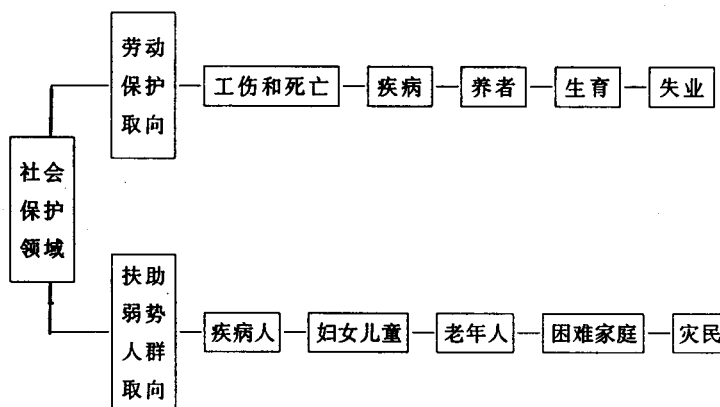 劳动
保护
取向
工伤和死亡
疾病
养者
生育
失业
社会
保护
领域
扶助
弱势
人群
取向
疾病人
妇女儿童
老年人
困难家庭
灾民